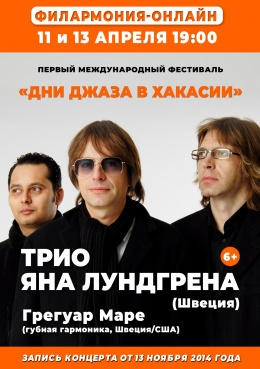 ФИЛАРМОНИЯ-ОНЛАЙН
11 и 13 АПРЕЛЯ 19:00
ПЕРВЫЙ МЕЖДУНАРОДНЫЙ ФЕСТИВАЛЬ
«ДНИ ДЖАЗА В ХАКАСИИ»
ТРИО
6+
ЯНА ЛУНДГРЕНА
(Швеция)
Грегуар Маре
(губная гармоника, Швеция/США)
ЗАПИСЬ КОНЦЕРТА ОТ 13 НОЯБРЯ 2014 ГОДА